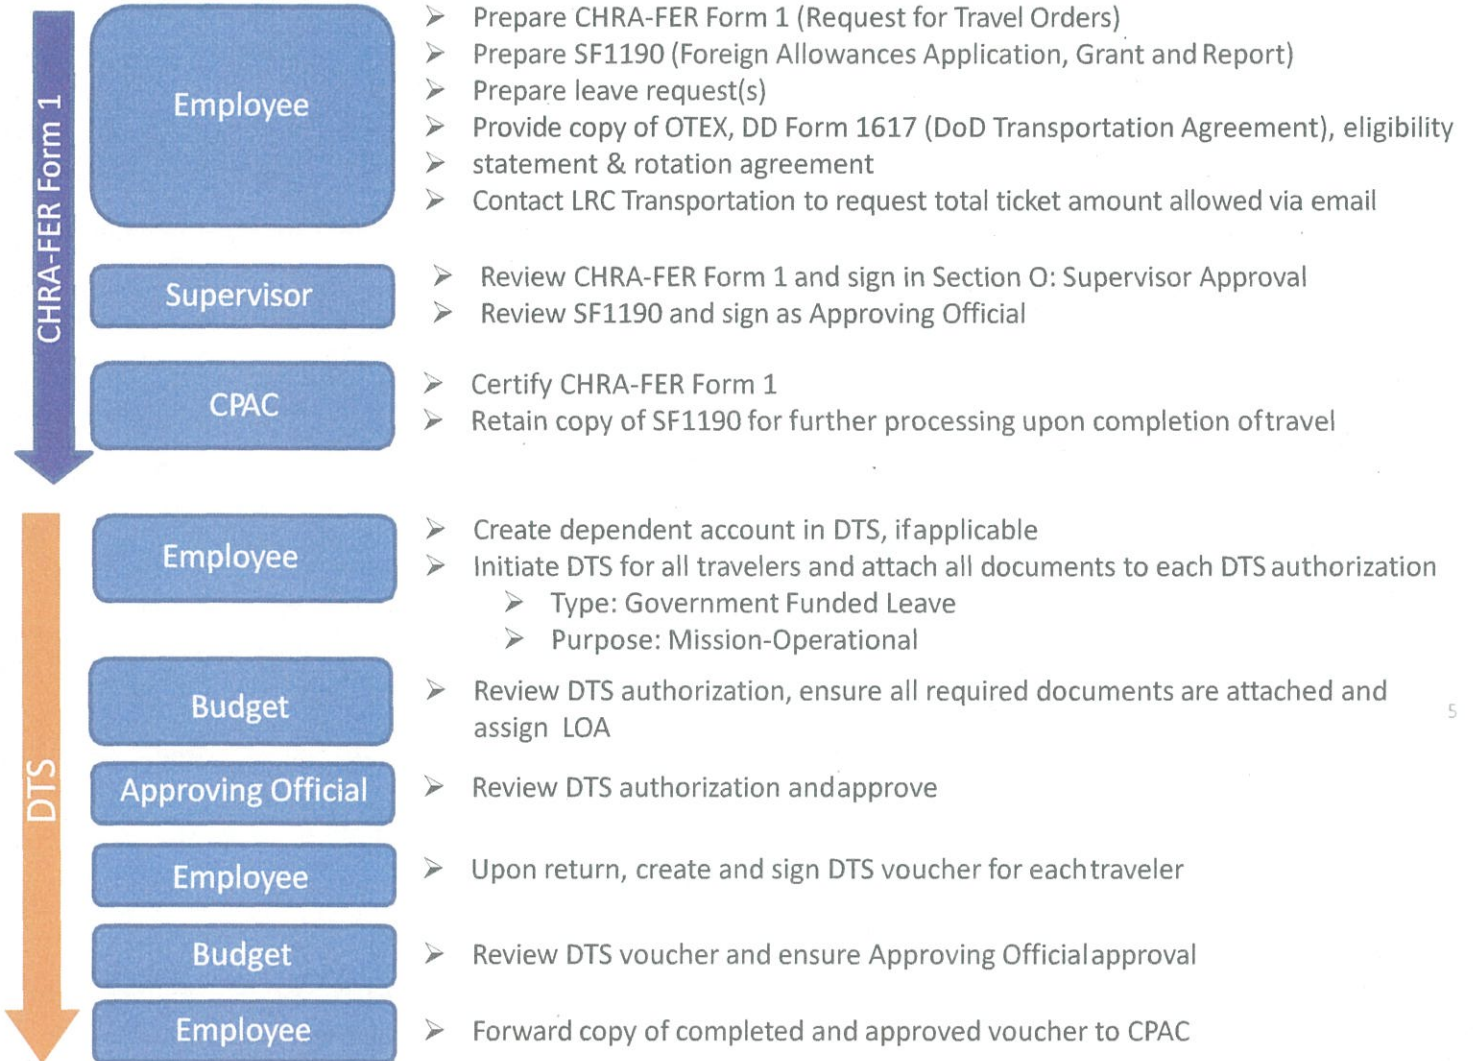 CHRA-FER Form 1
Employee
➢ Prepare CHRA-FER Form 1 (Request for Travel Orders)
➢ Prepare SF1190 (Foreign Allowances Application, Grant and Report)
➢ Prepare leave request(s)
➢ Provide copy of OTEX, DD Form 1617 (DoD Transportation Agreement), eligibility
➢ statement & rotation agreement
➢ Contact LRC Transportation to request total ticket amount allowed via email
Supervisor
➢ Review CHRA-FER Form 1 and sign in Section O: Supervisor Approval
➢ Review SF1190 and sign as Approving Official
CPAC
➢ Certify CHRA-FER Form 1
➢ Retain copy of SF1190 for further processing upon completion oftravel
DTS
Employee
➢ Create dependent account in DTS, ifapplicable
➢ Initiate DTS for all travelers and attach all documents to each DTS authorization
➢ Type: Government Funded Leave
➢ Purpose: Mission-Operational
Budget
➢ Review DTS authorization, ensure all required documents are attached and
assign LOA
5
Approving Official
➢ Review DTS authorization andapprove
Employee
➢ Upon return, create and sign DTS voucher for eachtraveler
Budget
➢ Review DTS voucher and ensure Approving Officialapproval
Employee
➢ Forward copy of completed and approved voucher to CPAC